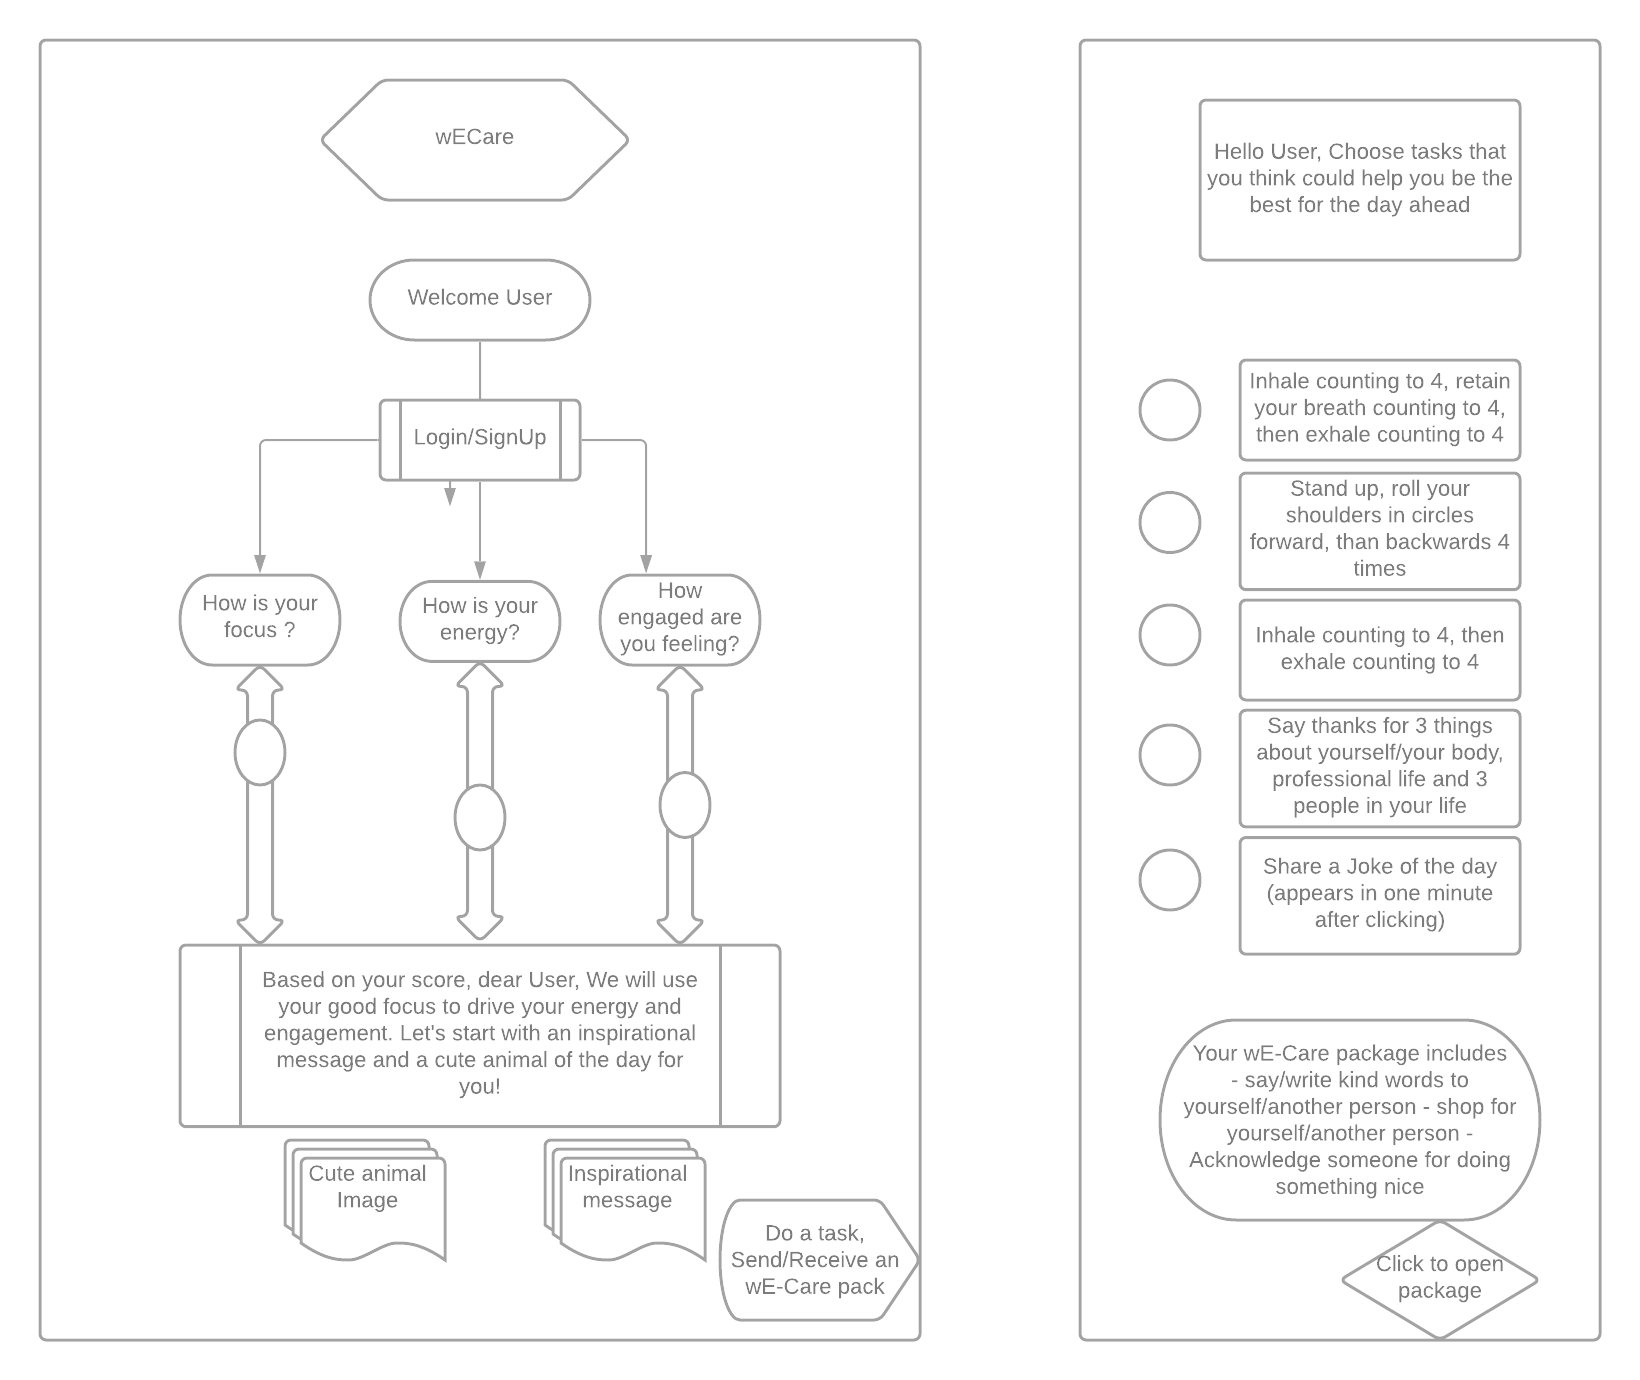 wECare
Welcome User
Login/SignUp
How is your
focus ?
How is your
energy?
How
engaged are
you feeling?
Based on your score, dear User, We will use
your good focus to drive your energy and
engagement. Let's start with an inspirational
message and a cute animal of the day for
you!
Cute animal
Image
Inspirational
message
Do a task,
Send/Receive an
wE-Care pack
Hello User, Choose tasks that
you think could help you be the
best for the day ahead
Inhale counting to 4, retain
your breath counting to 4,
then exhale counting to 4
Stand up, roll your
shoulders in circles
forward, than backwards 4
times
Inhale counting to 4, then
exhale counting to 4
Say thanks for 3 things
about yourself/your body,
professional life and 3
people in your life
Share a Joke of the day
(appears in one minute
after clicking)
Your wE-Care package includes
- say/write kind words to
yourself/another person - shop for
yourself/another person -
Acknowledge someone for doing
something nice
Click to open
package